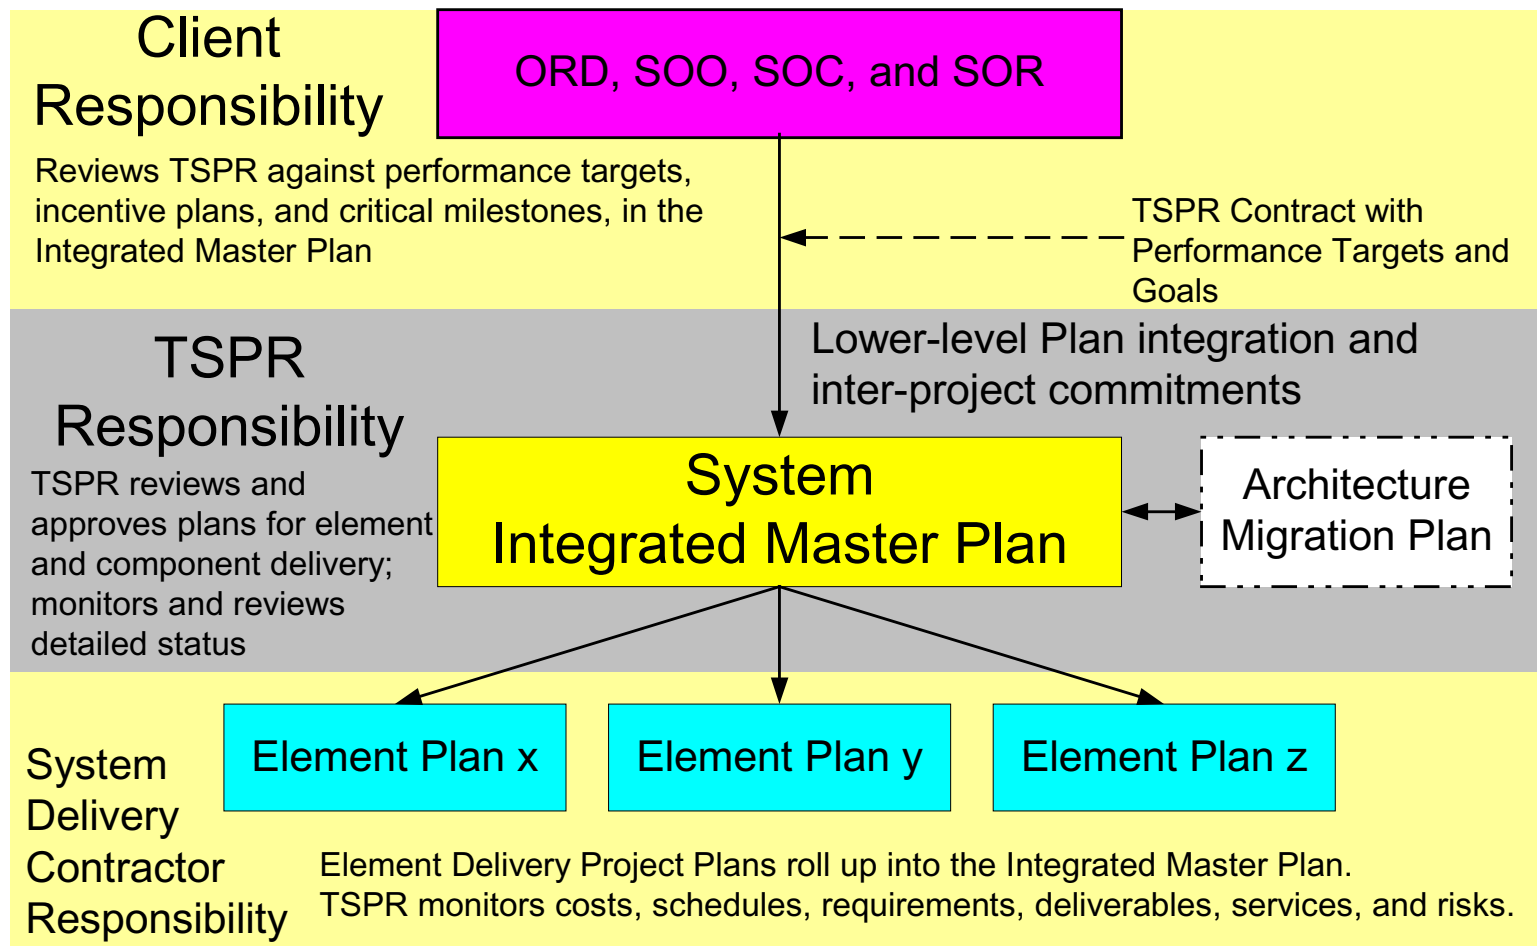 Client
Responsibility
ORD, SOO, SOC, and SOR
Reviews TSPR against performance targets,
incentive plans, and critical milestones, in the
Integrated Master Plan
TSPR Contract with
Performance Targets and
Goals
TSPR
Responsibility
Lower-level Plan integration and
inter-project commitments
TSPR reviews and
approves plans for element
and component delivery;
monitors and reviews
detailed status
System
Integrated Master Plan
Architecture
Migration Plan
Element Plan x
Element Plan y
Element Plan z
System
Delivery
Contractor
Responsibility
Element Delivery Project Plans roll up into the Integrated Master Plan.
TSPR monitors costs, schedules, requirements, deliverables, services, and risks.